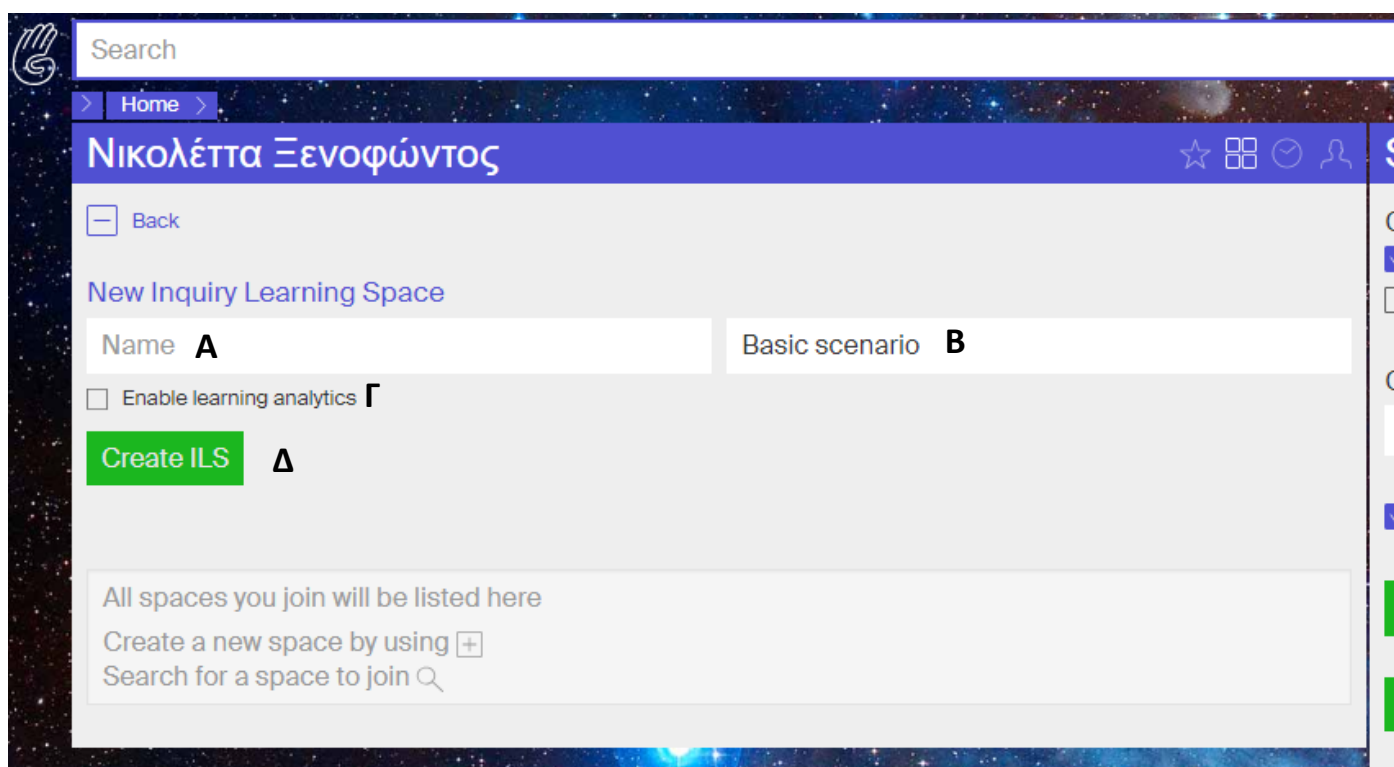 Search
> Home >
Νικολέττα Ξενοφώντος
Back
New Inquiry Learning Space
Name Α Basic scenario Β
Enable learning analytics Γ
Create ILS Δ
All spaces you join will be listed here
Create a new space by using +
Search for a space to join